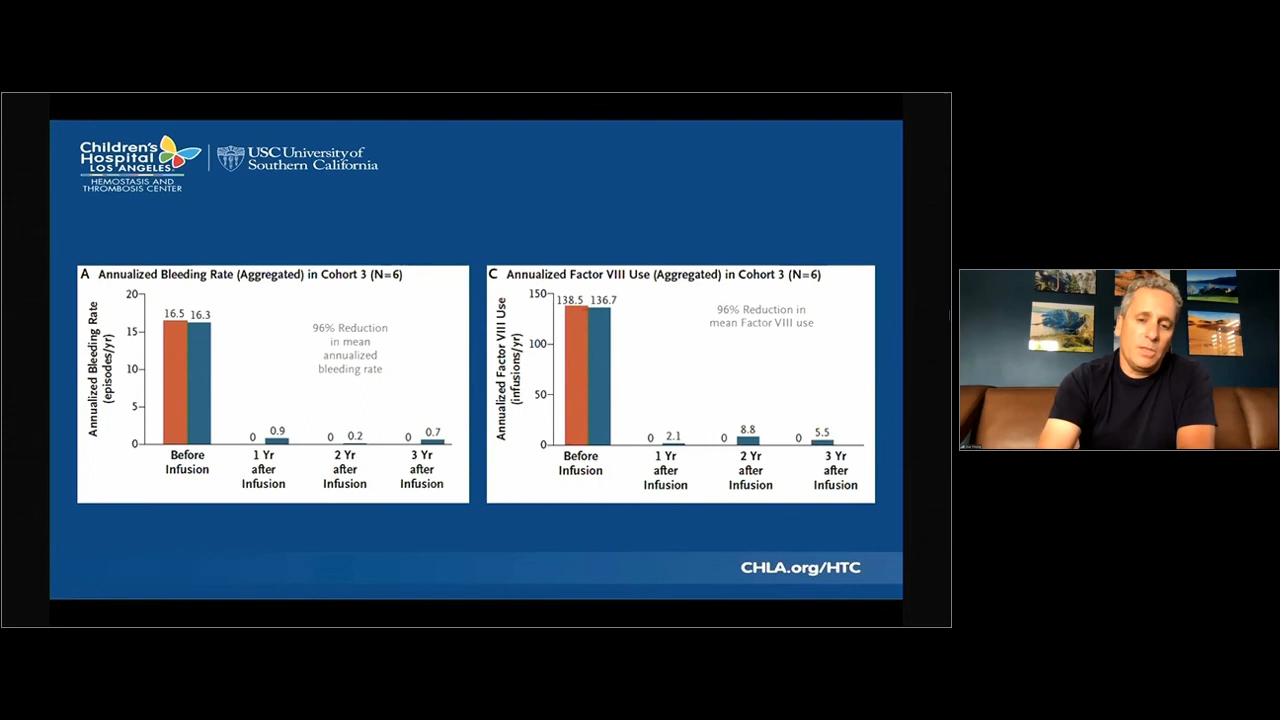 Children's
Hospital
LOS ANGELES
HEMOSTASIS AND
THROMBOSIS CENTER
USC University of
Southern California
A Annualized Bleeding Rate (Aggregated) in Cohort 3 (N=6)
Annualized Bleeding Rate
(episodes/yr)
20
15
10
5
0
16.5 16.3
96% Reduction
in mean
annualized
bleeding rate
0 0.9
0 0.2
0 0.7
Before
Infusion
1 Yr
after
Infusion
2 Yr
after
Infusion
3 Yr
after
Infusion
C Annualized Factor VIII Use (Aggregated) in Cohort 3 (N=6)
Annualized Factor VIII Use
(infusions/yr)
150
100
50
0
138.5 136.7
96% Reduction in
mean Factor VIII use
0 2.1
0 8.8
0 5.5
Before
Infusion
1 Yr
after
Infusion
2 Yr
after
Infusion
3 Yr
after
Infusion
CHLA.org/HTC